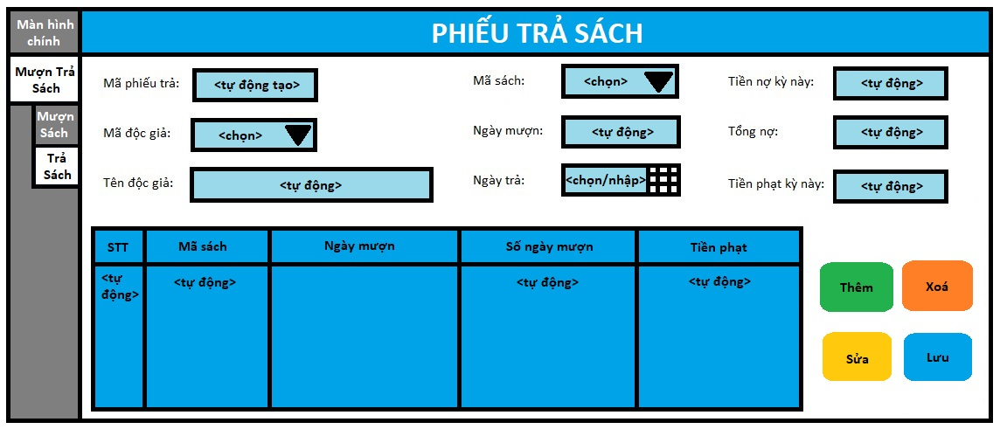 Màn hình
chính
PHIẾU TRẢ SÁCH
Mượn Trả
Sách
Mượn
Sách
Trả
Sách
Mã phiếu trả:
<tự động tạo>
Mã sách:
<chọn>
Tiền nợ kỳ này:
<tự động>
Mã độc giả:
<chọn>
Ngày mượn:
<tự động>
Tổng nợ:
<tự động>
Tên độc giả:
<tự động>
Ngày trả:
<chọn/nhập>
Tiền phạt kỳ này:
<tự động>
STT
Mã sách
Ngày mượn
Số ngày mượn
Tiền phạt
<tự
động>
<tự động>
<tự động>
<tự động>
Thêm
Xoá
Sửa
Lưu